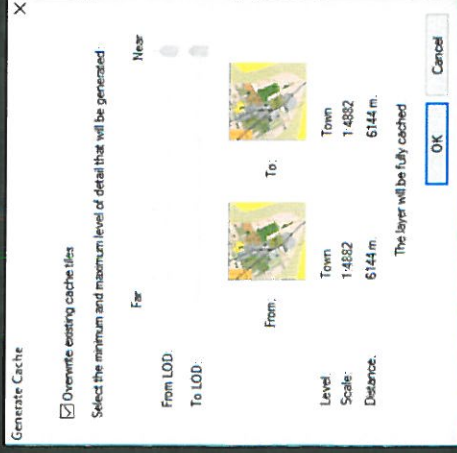 Generate Cache
Overwrite existing cache tiles
Select the minimum and maximum level of detail that will be generated:
Far Near
From LOD:
To LOD:
From: To:
Level: Town Town
Scale: 1:4882 1:4882
Distance: 6144 m. 6144 m.
The layer will be fully cached
OK Cancel